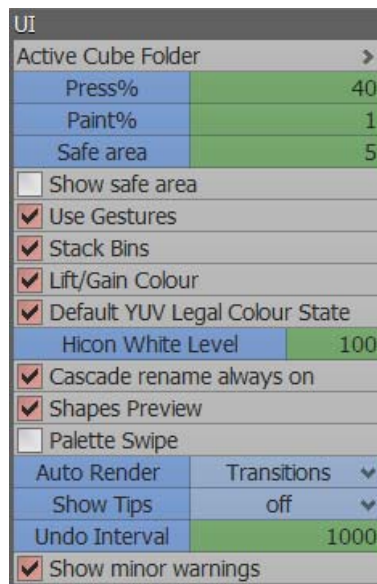 UI
Active Cube Folder
Press% 40
Paint% 1
Safe area 5
Show safe area
Use Gestures
Stack Bins
Lift/Gain Colour
Default YUV Legal Colour State
Hicon White Level 100
Cascade rename always on
Shapes Preview
Palette Swipe
Auto Render Transitions
Show Tips off
Undo Interval 1000
Show minor warnings